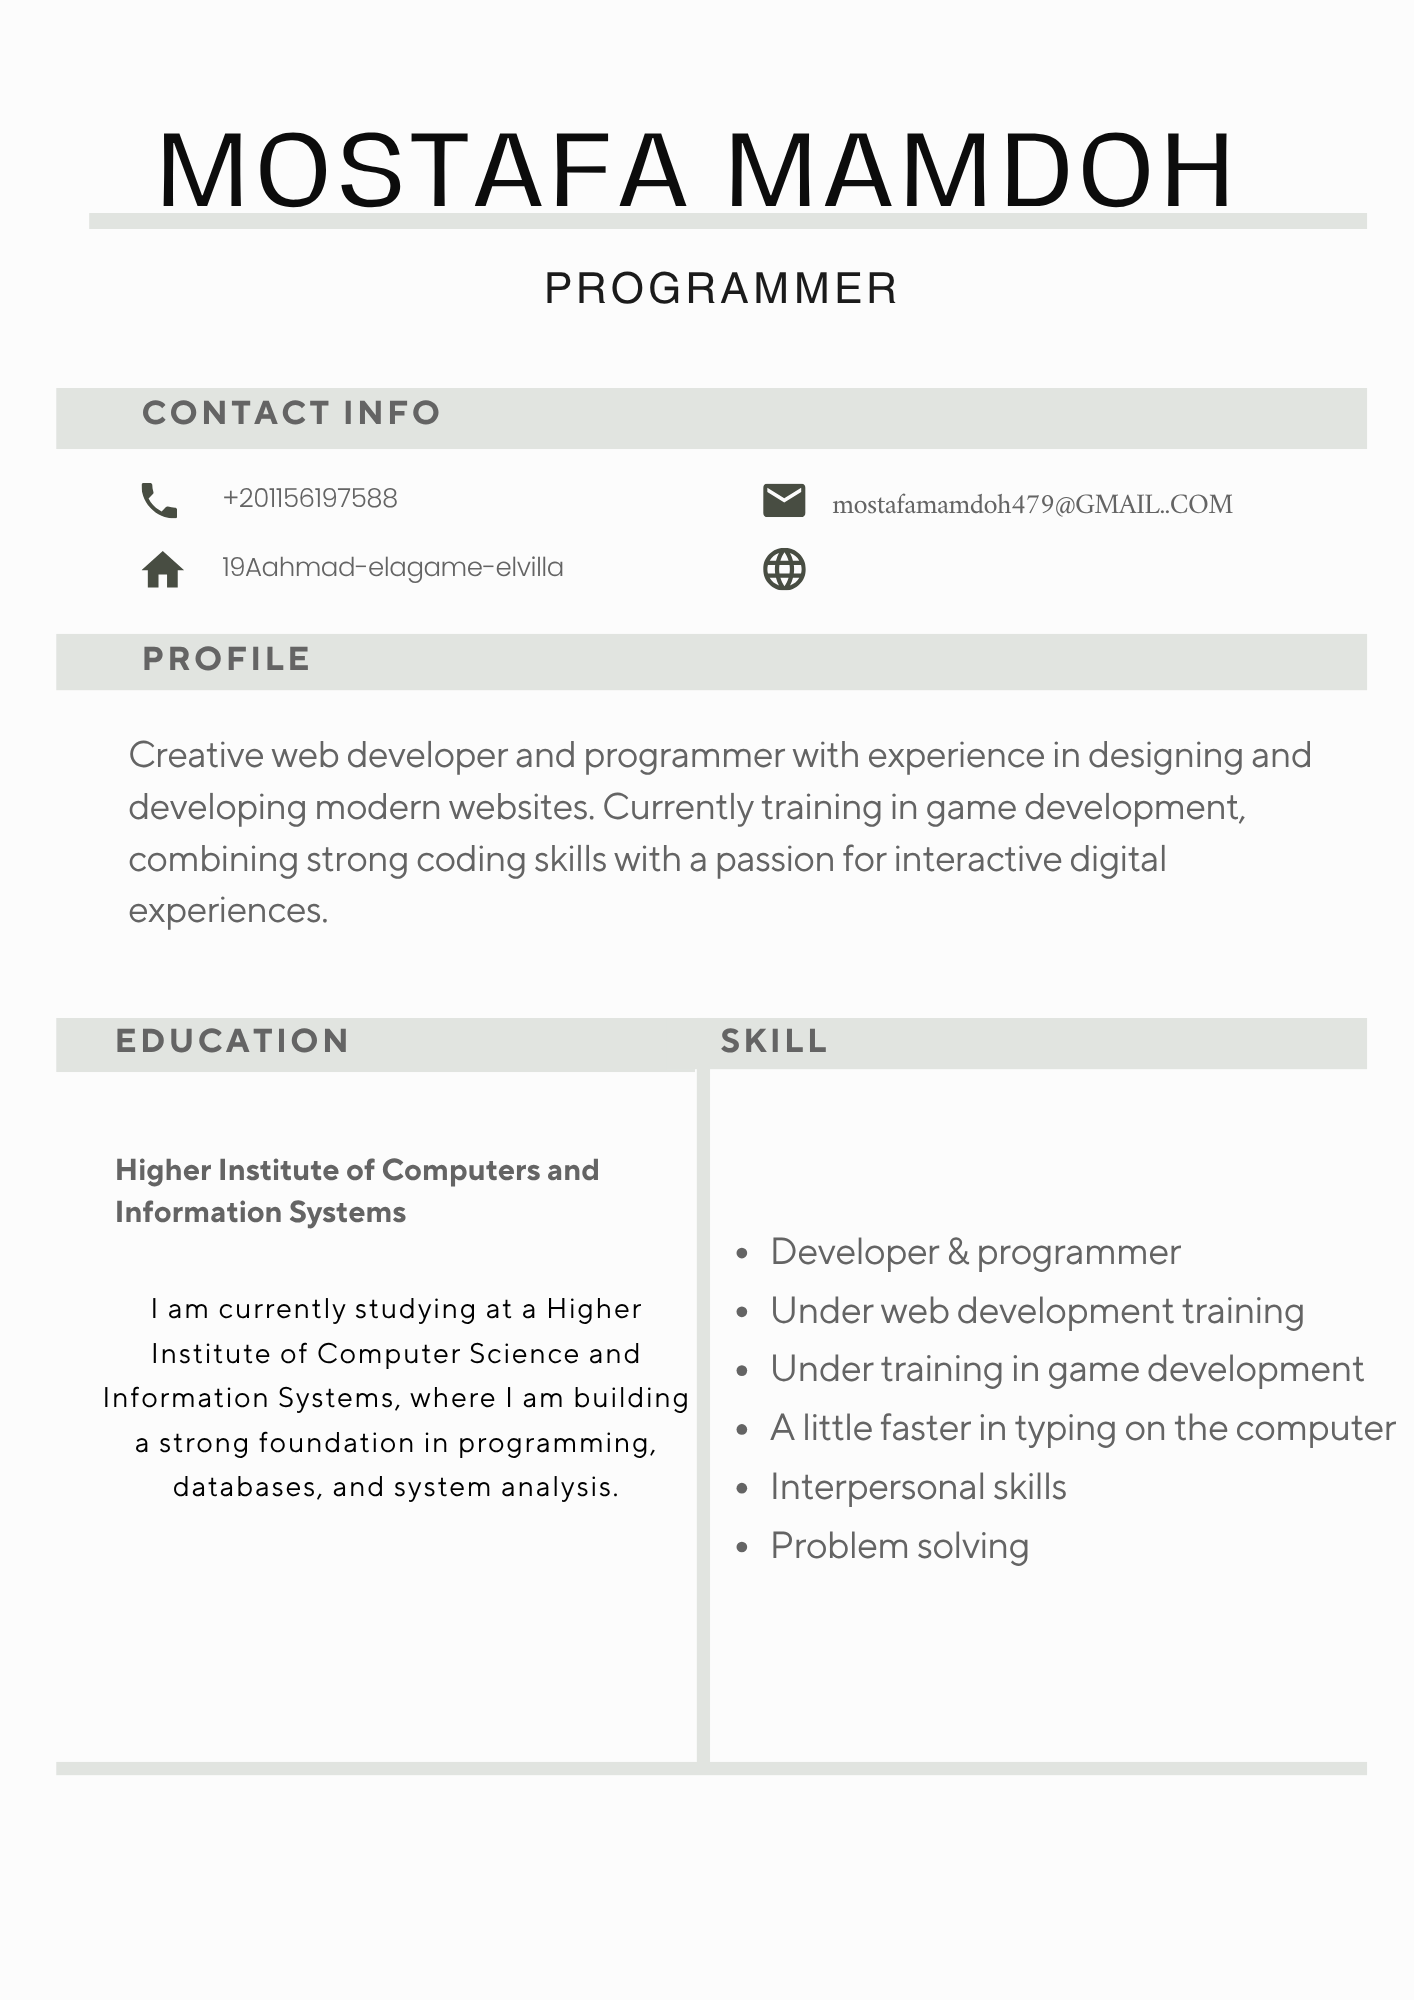 MOSTAFA MAMDOH
PROGRAMMER
CONTACT INFO
+201156197588
mostafamamdoh479@GMAIL..COM
19Aahmad-elagame-elvilla
PROFILE
Creative web developer and programmer with experience in designing and
developing modern websites. Currently training in game development,
combining strong coding skills with a passion for interactive digital
experiences.
EDUCATION
Higher Institute of Computers and
Information Systems
I am currently studying at a Higher
Institute of Computer Science and
Information Systems, where I am building
a strong foundation in programming,
databases, and system analysis.
SKILL
• Developer & programmer
• Under web development training
• Under training in game development
• A little faster in typing on the computer
• Interpersonal skills
• Problem solving